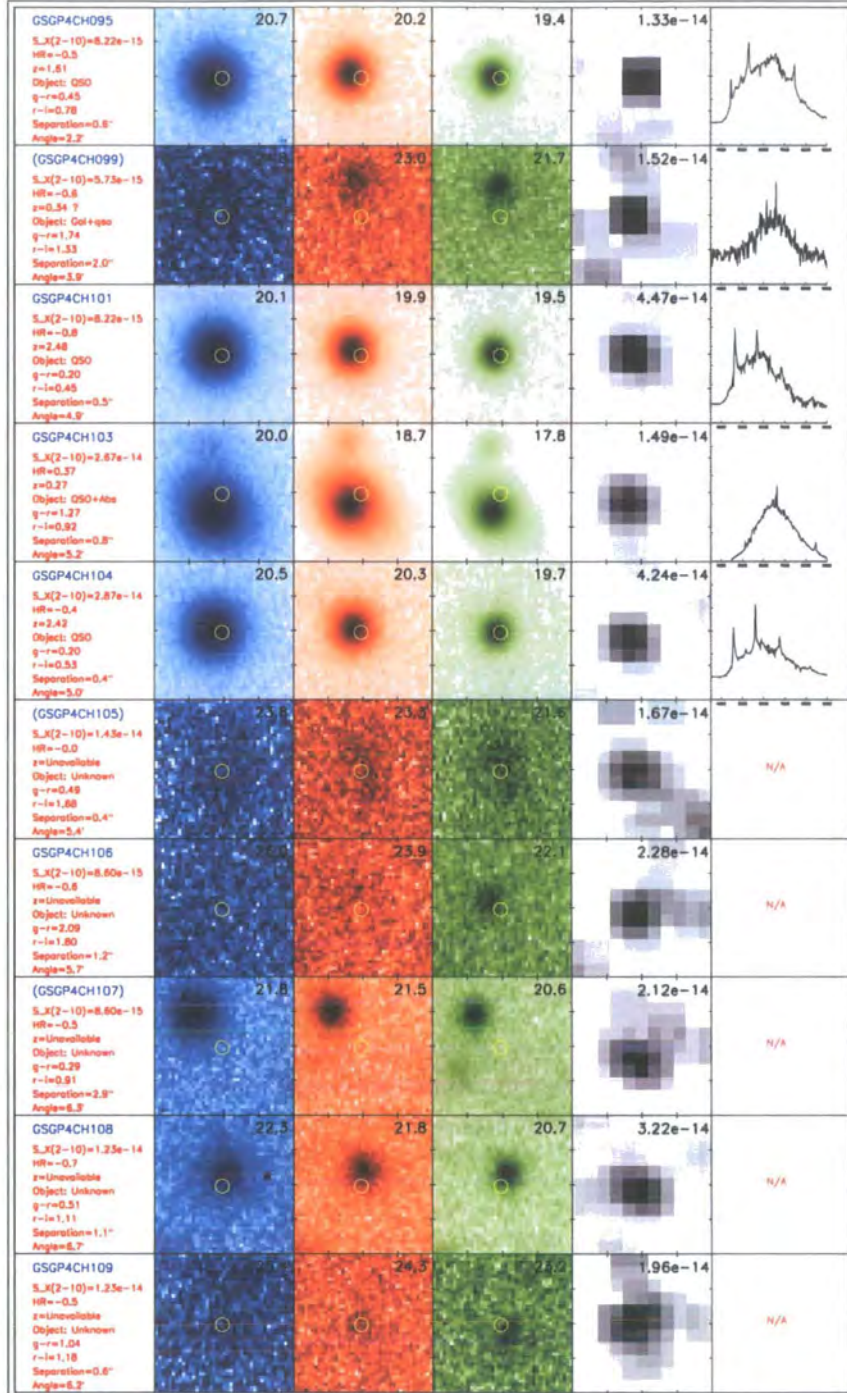 GSGP4CH095 20.7 20.2 19.4 1.33e-14
S_X(2-10)=8.22e-15
HR=-0.5
z=1.61
Object: QSO
g-r=0.45
r-i=0.78
Separation=0.8"
Angle=2.2'
(GSGP4CH099) 23.0 21.7 1.52e-14
S_X(2-10)=5.73e-15
HR=-0.6
z=0.34 ?
Object: Gal+qso
g-r=1.74
r-i=1.33
Separation=2.0"
Angle=3.9'
GSGP4CH101 20.1 19.9 19.5 4.47e-14
S_X(2-10)=8.22e-15
HR=-0.8
z=2.48
Object: QSO
g-r=0.20
r-i=0.45
Separation=0.5"
Angle=4.9'
GSGP4CH103 20.0 18.7 17.8 1.49e-14
S_X(2-10)=2.67e-14
HR=0.37
z=0.27
Object: QSO+Abs
g-r=1.27
r-i=0.92
Separation=0.8"
Angle=5.2'
GSGP4CH104 20.5 20.3 19.7 4.24e-14
S_X(2-10)=2.87e-14
HR=-0.4
z=2.42
Object: QSO
g-r=0.20
r-i=0.53
Separation=0.4"
Angle=5.0'
(GSGP4CH105) 23.8 23.3 21.6 1.67e-14
S_X(2-10)=1.43e-14
HR=-0.0
z=Unavailable
Object: Unknown
g-r=0.49
r-i=1.68
Separation=0.4"
Angle=5.4'
N/A
GSGP4CH106 23.9 22.1 2.28e-14
S_X(2-10)=8.60e-15
HR=-0.8
z=Unavailable
Object: Unknown
g-r=2.09
r-i=1.80
Separation=1.2"
Angle=5.7'
N/A
(GSGP4CH107) 21.8 21.5 20.6 2.12e-14
S_X(2-10)=8.60e-15
HR=-0.5
z=Unavailable
Object: Unknown
g-r=0.29
r-i=0.91
Separation=2.9"
Angle=6.3'
N/A
GSGP4CH108 22.3 21.8 20.7 3.22e-14
S_X(2-10)=1.23e-14
HR=-0.7
z=Unavailable
Object: Unknown
g-r=0.51
r-i=1.11
Separation=1.1"
Angle=6.7'
N/A
GSGP4CH109 24.3 23.2 1.96e-14
S_X(2-10)=1.23e-14
HR=-0.5
z=Unavailable
Object: Unknown
g-r=1.04
r-i=1.18
Separation=0.6"
Angle=6.2'
N/A